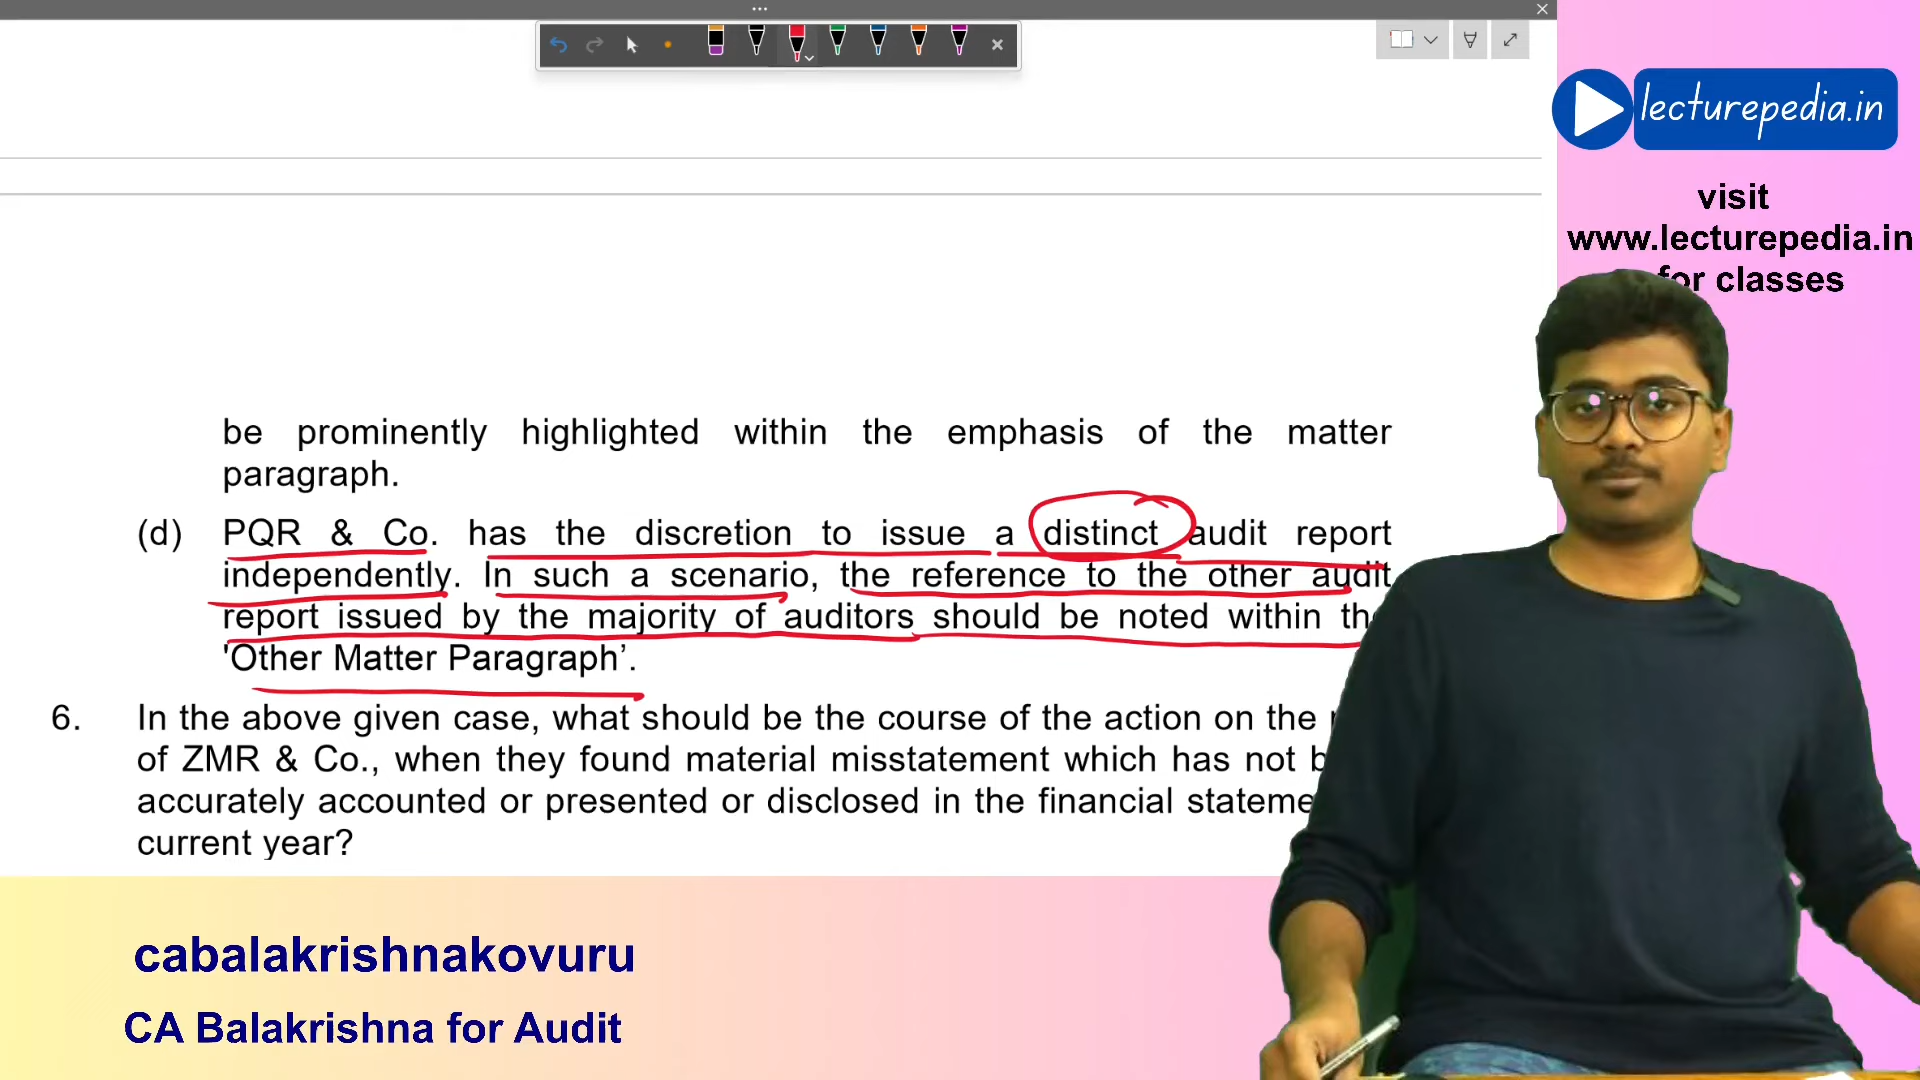 lecturepedia.in
visit
www.lecturepedia.in
for classes
be prominently highlighted within the emphasis of the matter
paragraph.
(d) PQR & Co. has the discretion to issue a distinct audit report
independently. In such a scenario, the reference to the other audit
report issued by the majority of auditors should be noted within the
'Other Matter Paragraph’.
6. In the above given case, what should be the course of the action on the
of ZMR & Co., when they found material misstatement which has not
accurately accounted or presented or disclosed in the financial
current year?
cabalakrishnakovuru
CA Balakrishna for Audit